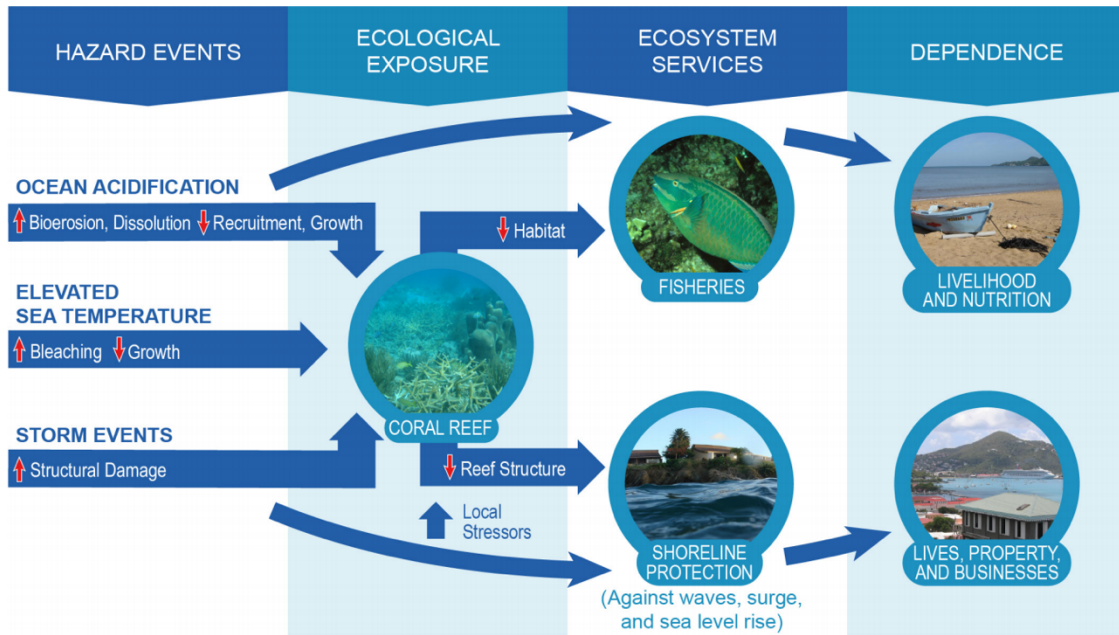 HAZARD EVENTS
ECOLOGICAL
EXPOSURE
ECOSYSTEM
SERVICES
DEPENDENCE
OCEAN ACIDIFICATION
Bioerosion, Dissolution Recruitment, Growth
Habitat
FISHERIES
LIVELIHOOD
AND NUTRITION
ELEVATED
SEA TEMPERATURE
Bleaching Growth
CORAL REEF
STORM EVENTS
Structural Damage
Reef Structure
Local
Stressors
SHORELINE
PROTECTION
(Against waves, surge,
and sea level rise)
LIVES, PROPERTY,
AND BUSINESSES